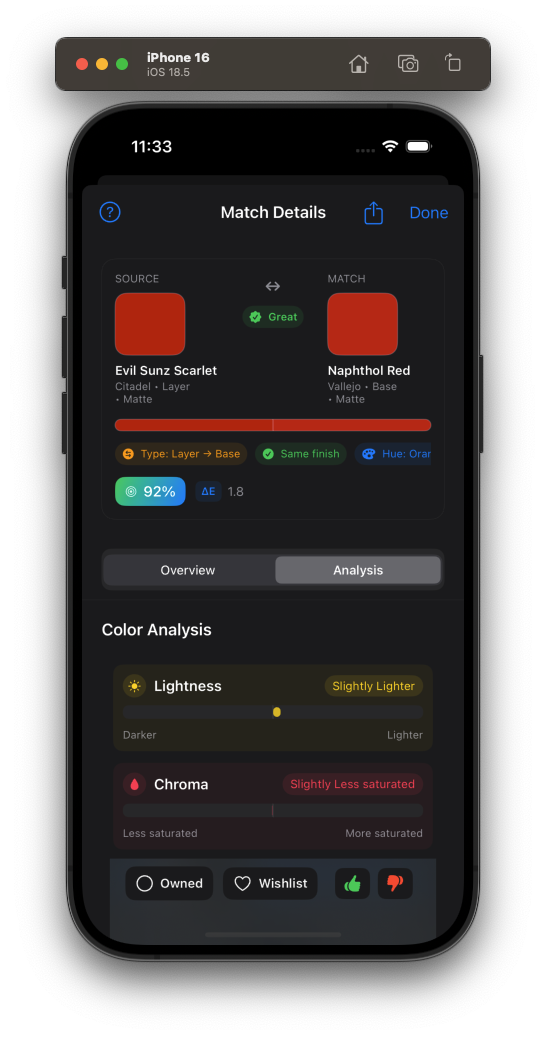 iPhone 16
iOS 18.5
11:33
?
Match Details
Done
SOURCE
MATCH
Great
Evil Sunz Scarlet
Naphthol Red
Citadel • Layer
• Matte
Vallejo • Base
• Matte
Type: Layer → Base
Same finish
Hue: Oran
92%
ΔE
1.8
Overview
Analysis
Color Analysis
Lightness
Slightly Lighter
Darker
Lighter
Chroma
Slightly Less saturated
Less saturated
More saturated
Owned
Wishlist